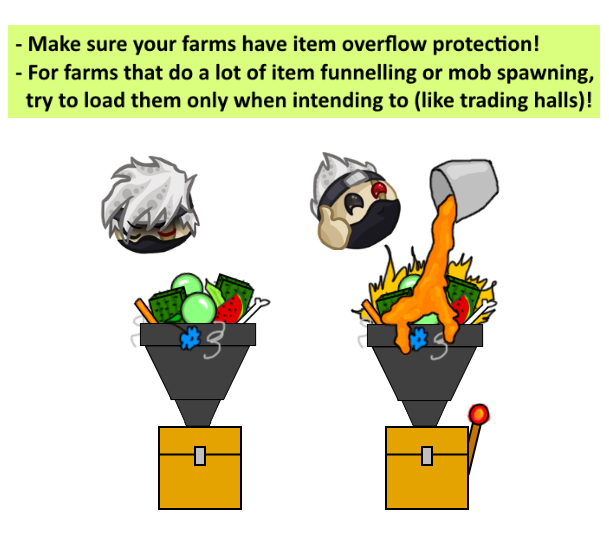 - Make sure your farms have item overflow protection!
- For farms that do a lot of item funnelling or mob spawning,
try to load them only when intending to (like trading halls)!